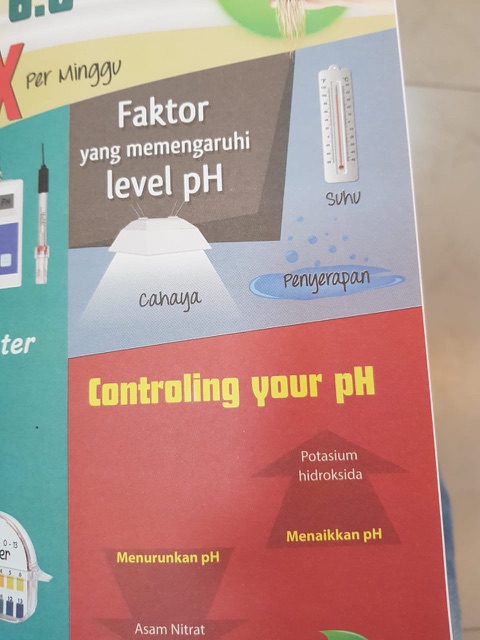 Per Minggu
Faktor
yang memengaruhi
level pH
Suhu
Cahaya
Penyerapan
ter
Controling your pH
Potasium
hidroksida
Menaikkan pH
Menurunkan pH
Asam Nitrat